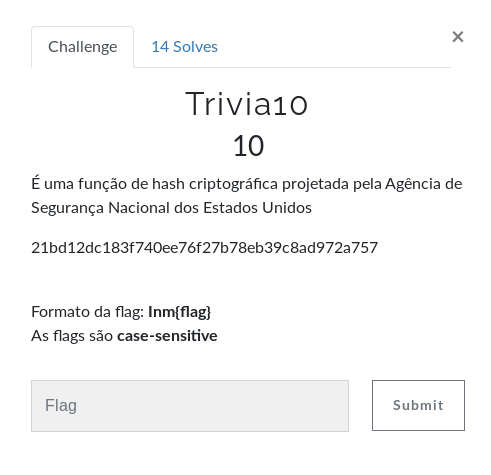 Challenge
14 Solves
×
Trivia10
10
É uma função de hash criptográfica projetada pela Agência de
Segurança Nacional dos Estados Unidos
21bd12dc183f740ee76f27b78eb39c8ad972a757
Formato da flag: Inm{flag}
As flags são case-sensitive
Flag
Submit